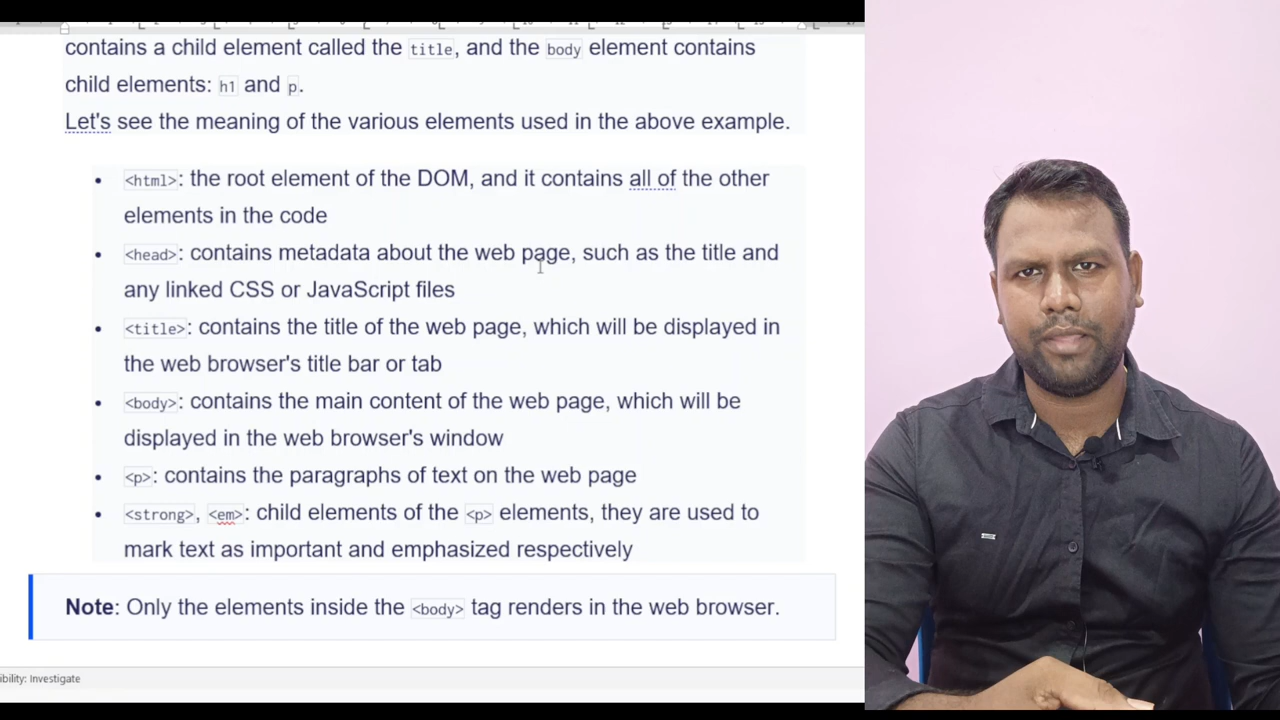 contains a child element called the title, and the body element contains
child elements: h1 and p.
Let's see the meaning of the various elements used in the above example.
• <html>: the root element of the DOM, and it contains all of the other
elements in the code
• <head>: contains metadata about the web page, such as the title and
any linked CSS or JavaScript files
• <title>: contains the title of the web page, which will be displayed in
the web browser's title bar or tab
• <body>: contains the main content of the web page, which will be
displayed in the web browser's window
• <p>: contains the paragraphs of text on the web page
• <strong>, <em>: child elements of the <p> elements, they are used to
mark text as important and emphasized respectively
Note: Only the elements inside the <body> tag renders in the web browser.
ibility: Investigate